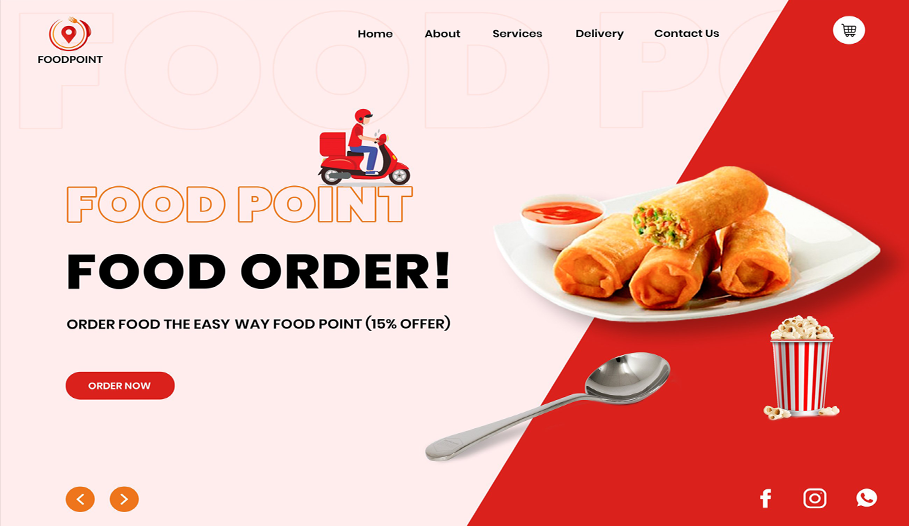 FOOD PO
FOODPOINT
Home
About
Services
Delivery
Contact Us
FOOD POINT
FOOD ORDER!
ORDER FOOD THE EASY WAY FOOD POINT (15% OFFER)
ORDER NOW